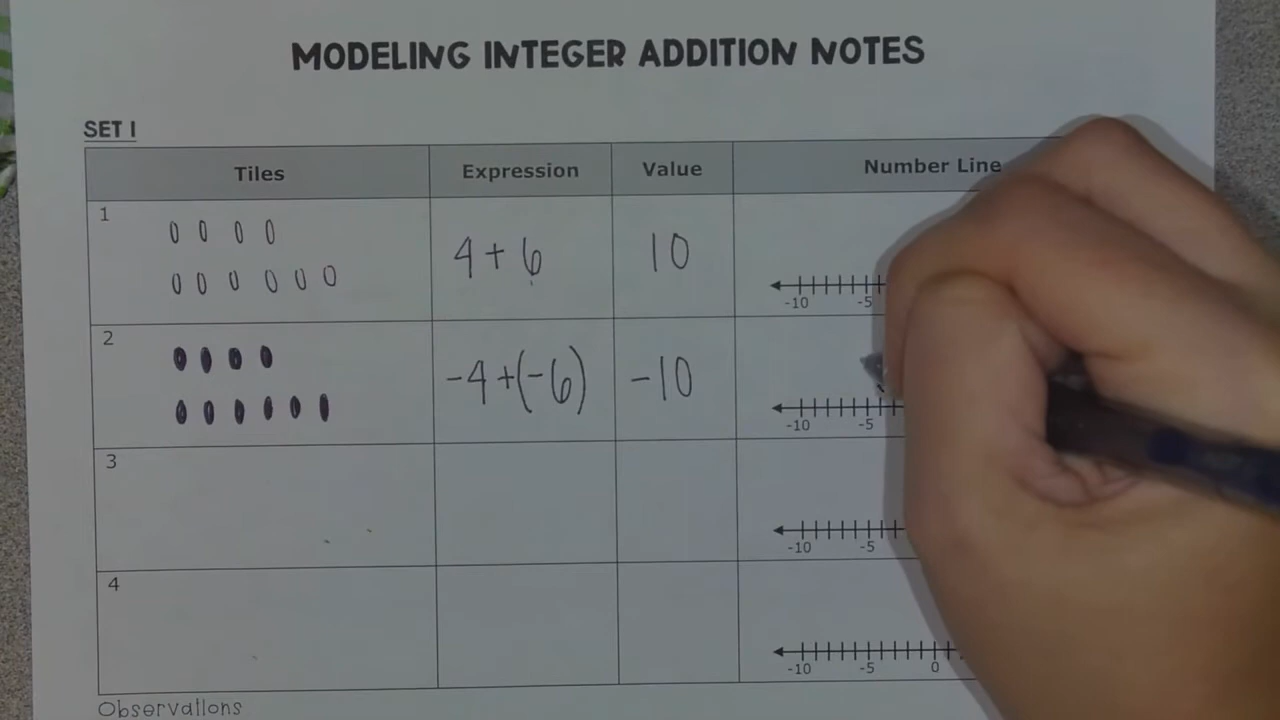 MODELING INTEGER ADDITION NOTES
SET I
Tiles Expression Value Number Line
1
4 + 6 10
-10 -5
2
-4+(-6) -10
-10 -5
3
-10 -5
4
-10 -5 0
Observations